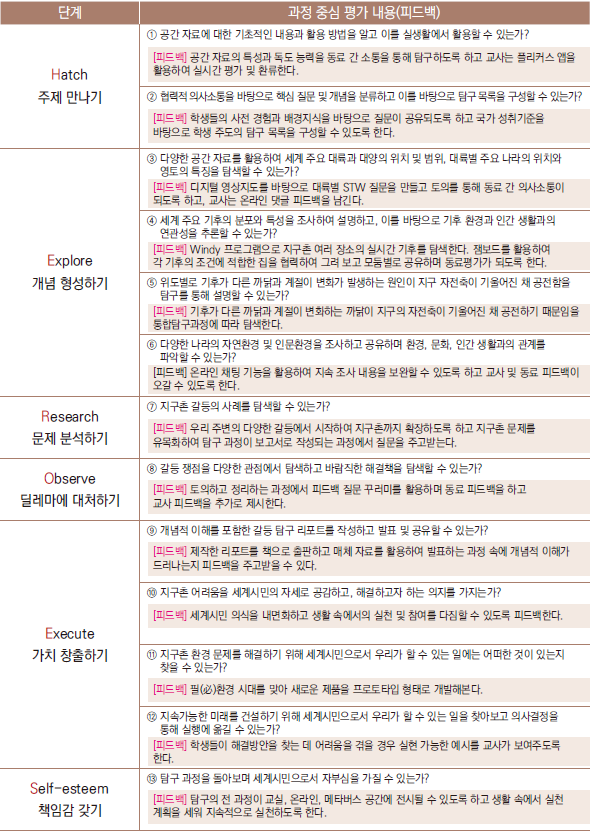 단계
과정 중심 평가 내용(피드백)
Hatch
주제 만나기
① 공간 자료에 대한 기초적인 내용과 활용 방법을 알고 이를 실생활에서 활용할 수 있는가?
[피드백] 공간 자료의 특성과 독도 능력을 동료 간 소통을 통해 탐구하도록 하고 교사는 플리커스 앱을
활용하여 실시간 평가 및 환류한다.
② 협력적 의사소통을 바탕으로 핵심 질문 및 개념을 분류하고 이를 바탕으로 탐구 목록을 구성할 수 있는가?
[피드백] 학생들의 사전 경험과 배경지식을 바탕으로 질문이 공유되도록 하고 국가 성취기준을
바탕으로 학생 주도의 탐구 목록을 구성할 수 있도록 한다.
Explore
개념 형성하기
③ 다양한 공간 자료를 활용하여 세계 주요 대륙과 대양의 위치 및 범위, 대륙별 주요 나라의 위치와
영토의 특징을 탐색할 수 있는가?
[피드백] 디지털 영상지도를 바탕으로 대륙별 STW 질문을 만들고 토의를 통해 동료 간 의사소통이
되도록 하고, 교사는 온라인 댓글 피드백을 남긴다.
④ 세계 주요 기후의 분포와 특성을 조사하여 설명하고, 이를 바탕으로 기후 환경과 인간 생활과의
연관성을 추론할 수 있는가?
[피드백] Windy 프로그램으로 지구촌 여러 장소의 실시간 기후를 탐색한다. 잼보드를 활용하여
각 기후의 조건에 적합한 집을 협력하여 그려 보고 모둠별로 공유하며 동료평가가 되도록 한다.
⑤ 위도별로 기후가 다른 까닭과 계절이 변화가 발생하는 원인이 지구 자전축이 기울어진 채 공전함을
탐구를 통해 설명할 수 있는가?
[피드백] 기후가 다른 까닭과 계절이 변화하는 까닭이 지구의 자전축이 기울어진 채 공전하기 때문임을
통합탐구과정에 따라 탐색한다.
⑥ 다양한 나라의 자연환경 및 인문환경을 조사하고 공유하며 환경, 문화, 인간 생활과의 관계를
파악할 수 있는가?
[피드백] 온라인 채팅 기능을 활용하여 지속 조사 내용을 보완할 수 있도록 하고 교사 및 동료 피드백이
오갈 수 있도록 한다.
Research
문제 분석하기
⑦ 지구촌 갈등의 사례를 탐색할 수 있는가?
[피드백] 우리 주변의 다양한 갈등에서 시작하여 지구촌까지 확장하도록 하고 지구촌 문제를
유목화하여 탐구 과정이 보고서로 작성되는 과정에서 질문을 주고받는다.
Observe
딜레마에 대처하기
⑧ 갈등 쟁점을 다양한 관점에서 탐색하고 바람직한 해결책을 탐색할 수 있는가?
[피드백] 토의하고 정리하는 과정에서 피드백 질문 꾸러미를 활용하며 동료 피드백을 하고
교사 피드백을 추가로 제시한다.
Execute
가치 창출하기
⑨ 개념적 이해를 포함한 갈등 탐구 리포트를 작성하고 발표 및 공유할 수 있는가?
[피드백] 제작한 리포트를 책으로 출판하고 매체 자료를 활용하여 발표하는 과정 속에 개념적 이해가
드러나는지 피드백을 주고받을 수 있다.
⑩ 지구촌 어려움을 세계시민의 자세로 공감하고, 해결하고자 하는 의지를 가지는가?
[피드백] 세계시민 의식을 내면화하고 생활 속에서의 실천 및 참여를 다짐할 수 있도록 피드백한다.
⑪ 지구촌 환경 문제를 해결하기 위해 세계시민으로서 우리가 할 수 있는 일에는 어떠한 것이 있는지
찾을 수 있는가?
[피드백] 필(必)환경 시대를 맞아 새로운 제품을 프로토타입 형태로 개발해본다.
⑫ 지속가능한 미래를 건설하기 위해 세계시민으로서 우리가 할 수 있는 일을 찾아보고 의사결정을
통해 실행에 옮길 수 있는가?
[피드백] 학생들이 해결방안을 찾는 데 어려움을 겪을 경우 실현 가능한 예시를 교사가 보여주도록
한다.
Self-esteem
책임감 갖기
⑬ 탐구 과정을 돌아보며 세계시민으로서 자부심을 가질 수 있는가?
[피드백] 탐구의 전 과정이 교실, 온라인, 메타버스 공간에 전시될 수 있도록 하고 생활 속에서 실천
계획을 세워 지속적으로 실천하도록 한다.